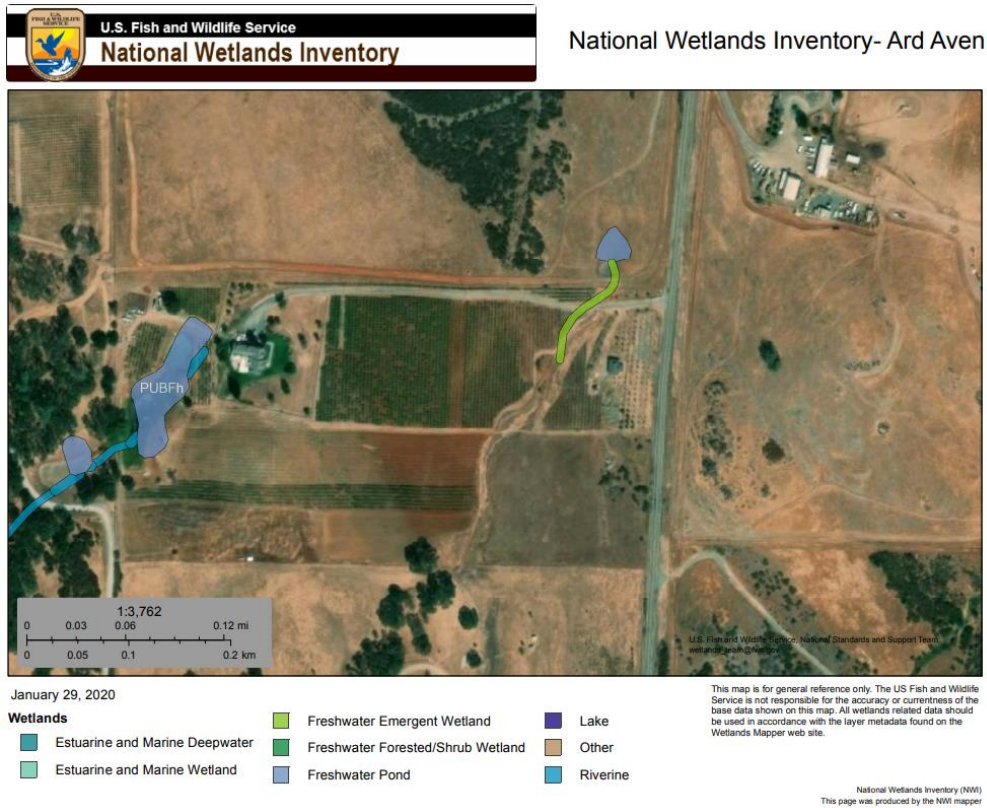 U.S.
FISH & WILDLIFE
SERVICE
U.S. Fish and Wildlife Service
National Wetlands Inventory
National Wetlands Inventory- Ard Aven
PUBFh
1:3,762
0 0.03 0.06 0.12 mi
0 0.05 0.1 0.2 km
U.S. Fish and Wildlife Service, National Standards and Support Team,
wetlands_team@fws.gov
January 29, 2020
Wetlands
Estuarine and Marine Deepwater
Estuarine and Marine Wetland
Freshwater Emergent Wetland
Freshwater Forested/Shrub Wetland
Freshwater Pond
Lake
Other
Riverine
This map is for general reference only. The US Fish and Wildlife
Service is not responsible for the accuracy or currentness of the
base data shown on this map. All wetlands related data should
be used in accordance with the layer metadata found on the
Wetlands Mapper web site.
National Wetlands Inventory (NWI)
This page was produced by the NWI mapper